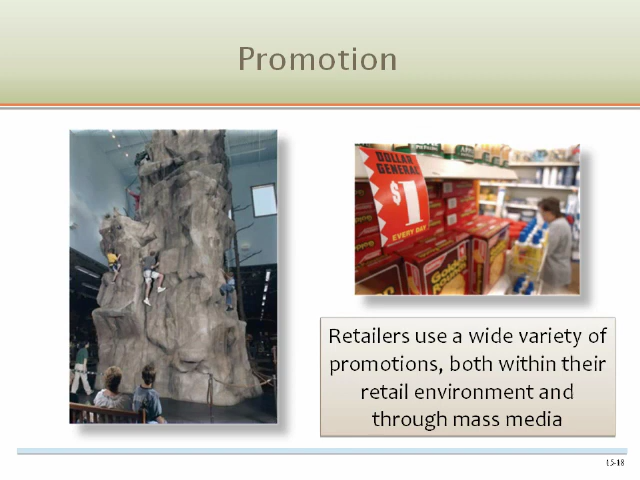 Promotion
DOLLAR
GENERAL
$1
EVERY DAY
Golden
Retailers use a wide variety of
promotions, both within their
retail environment and
through mass media
15-18